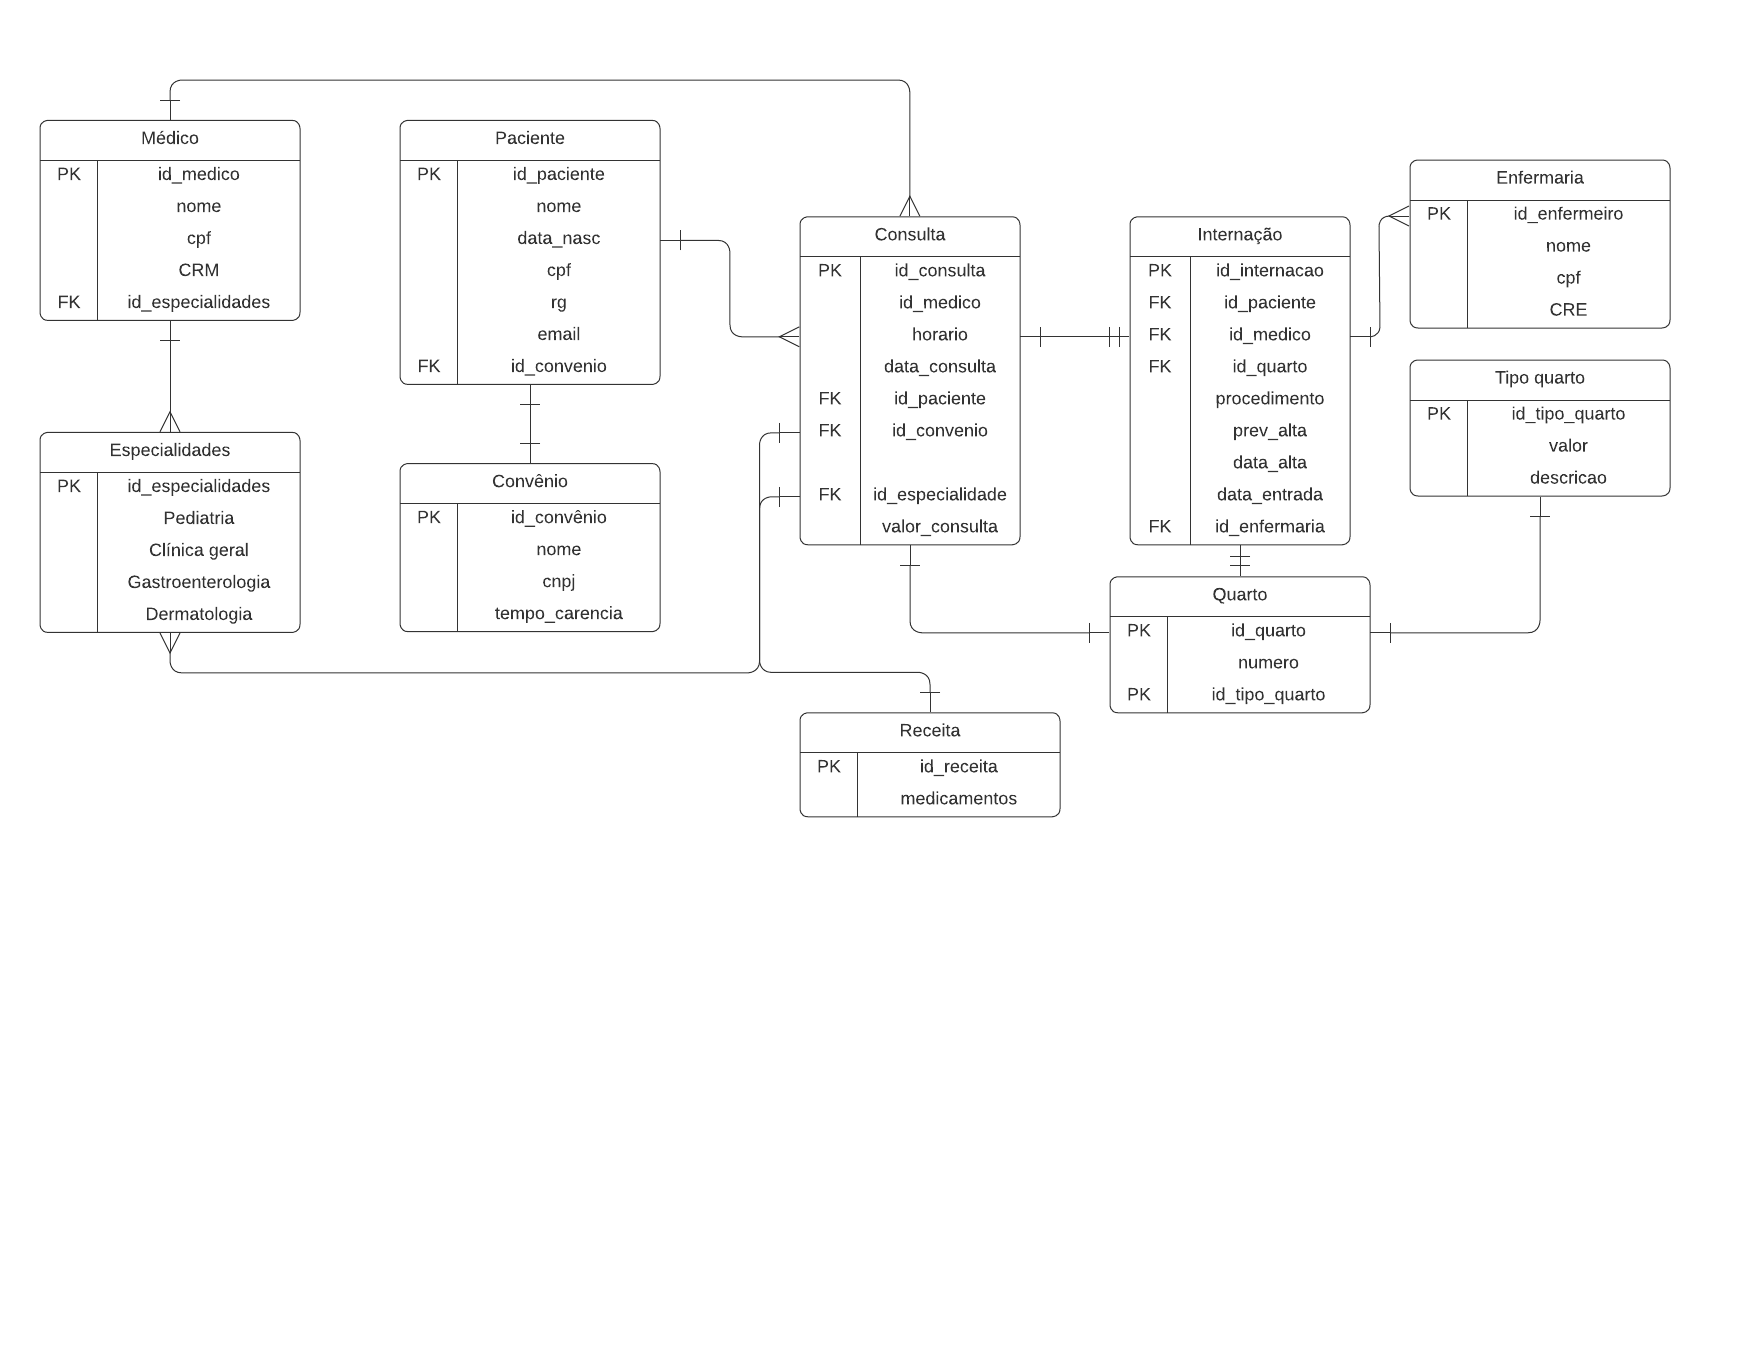 Médico
PK id_medico
nome
cpf
CRM
FK id_especialidades
Paciente
PK id_paciente
nome
data_nasc
cpf
rg
email
FK id_convenio
Consulta
PK id_consulta
id_medico
horario
data_consulta
FK id_paciente
FK id_convenio
FK id_especialidade
valor_consulta
Internação
PK id_internacao
FK id_paciente
FK id_medico
FK id_quarto
procedimento
prev_alta
data_alta
data_entrada
FK id_enfermaria
Enfermaria
PK id_enfermeiro
nome
cpf
CRE
Tipo quarto
PK id_tipo_quarto
valor
descricao
Especialidades
PK id_especialidades
Pediatria
Clínica geral
Gastroenterologia
Dermatologia
Convênio
PK id_convênio
nome
cnpj
tempo_carencia
Quarto
PK id_quarto
numero
PK id_tipo_quarto
Receita
PK id_receita
medicamentos